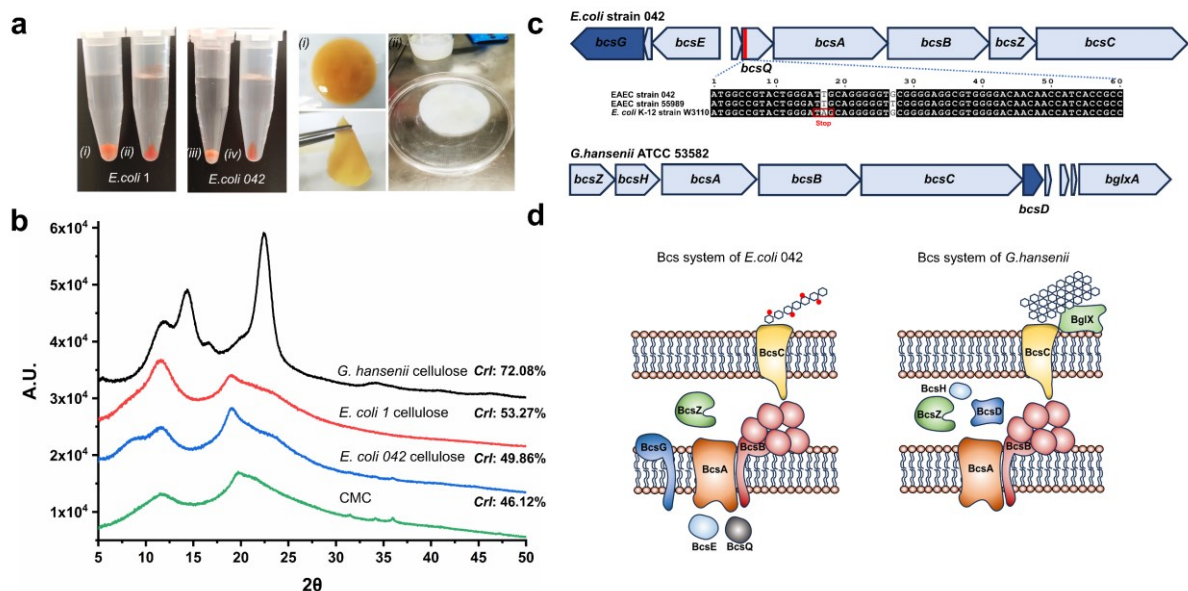 a
(i)
(ii)
E.coli 1
(iii)
(iv)
E.coli 042
(i)
(ii)
b
6x10⁴
5x10⁴
4x10⁴
3x10⁴
2x10⁴
1x10⁴
A.U.
G. hansenii cellulose CrI: 72.08%
E. coli 1 cellulose CrI: 53.27%
E. coli 042 cellulose CrI: 49.86%
CMC CrI: 46.12%
5 10 15 20 25 30 35 40 45 50
2θ
c
E.coli strain 042
bcsG bcsE bcsQ bcsA bcsB bcsZ bcsC
1 10 20 30 40 50 60
EAEC strain 042 ATGGCCGTACTGGGATTGCAGGGGGTGCGGGGAGGCGTGGGGACAACAACCATCACCGCC
EAEC strain 55989 ATGGCCGTACTGGGATTGCAGGGGGTTCGGGGAGGCGTGGGGACAACAACCATCACCGCC
E.coli K-12 strain W3110 ATGGCCGTACTGGGATAGCAGGGGGTGCGGGGAGGCGTGGGGACAACAACCATCACCGCC
Stop
G.hansenii ATCC 53582
bcsZ bcsH bcsA bcsB bcsC bcsD bglxA
d
Bcs system of E.coli 042
BcsC
BcsZ
BcsG
BcsA
BcsB
BcsE
BcsQ
Bcs system of G.hansenii
BglX
BcsC
BcsH
BcsZ
BcsD
BcsB
BcsA